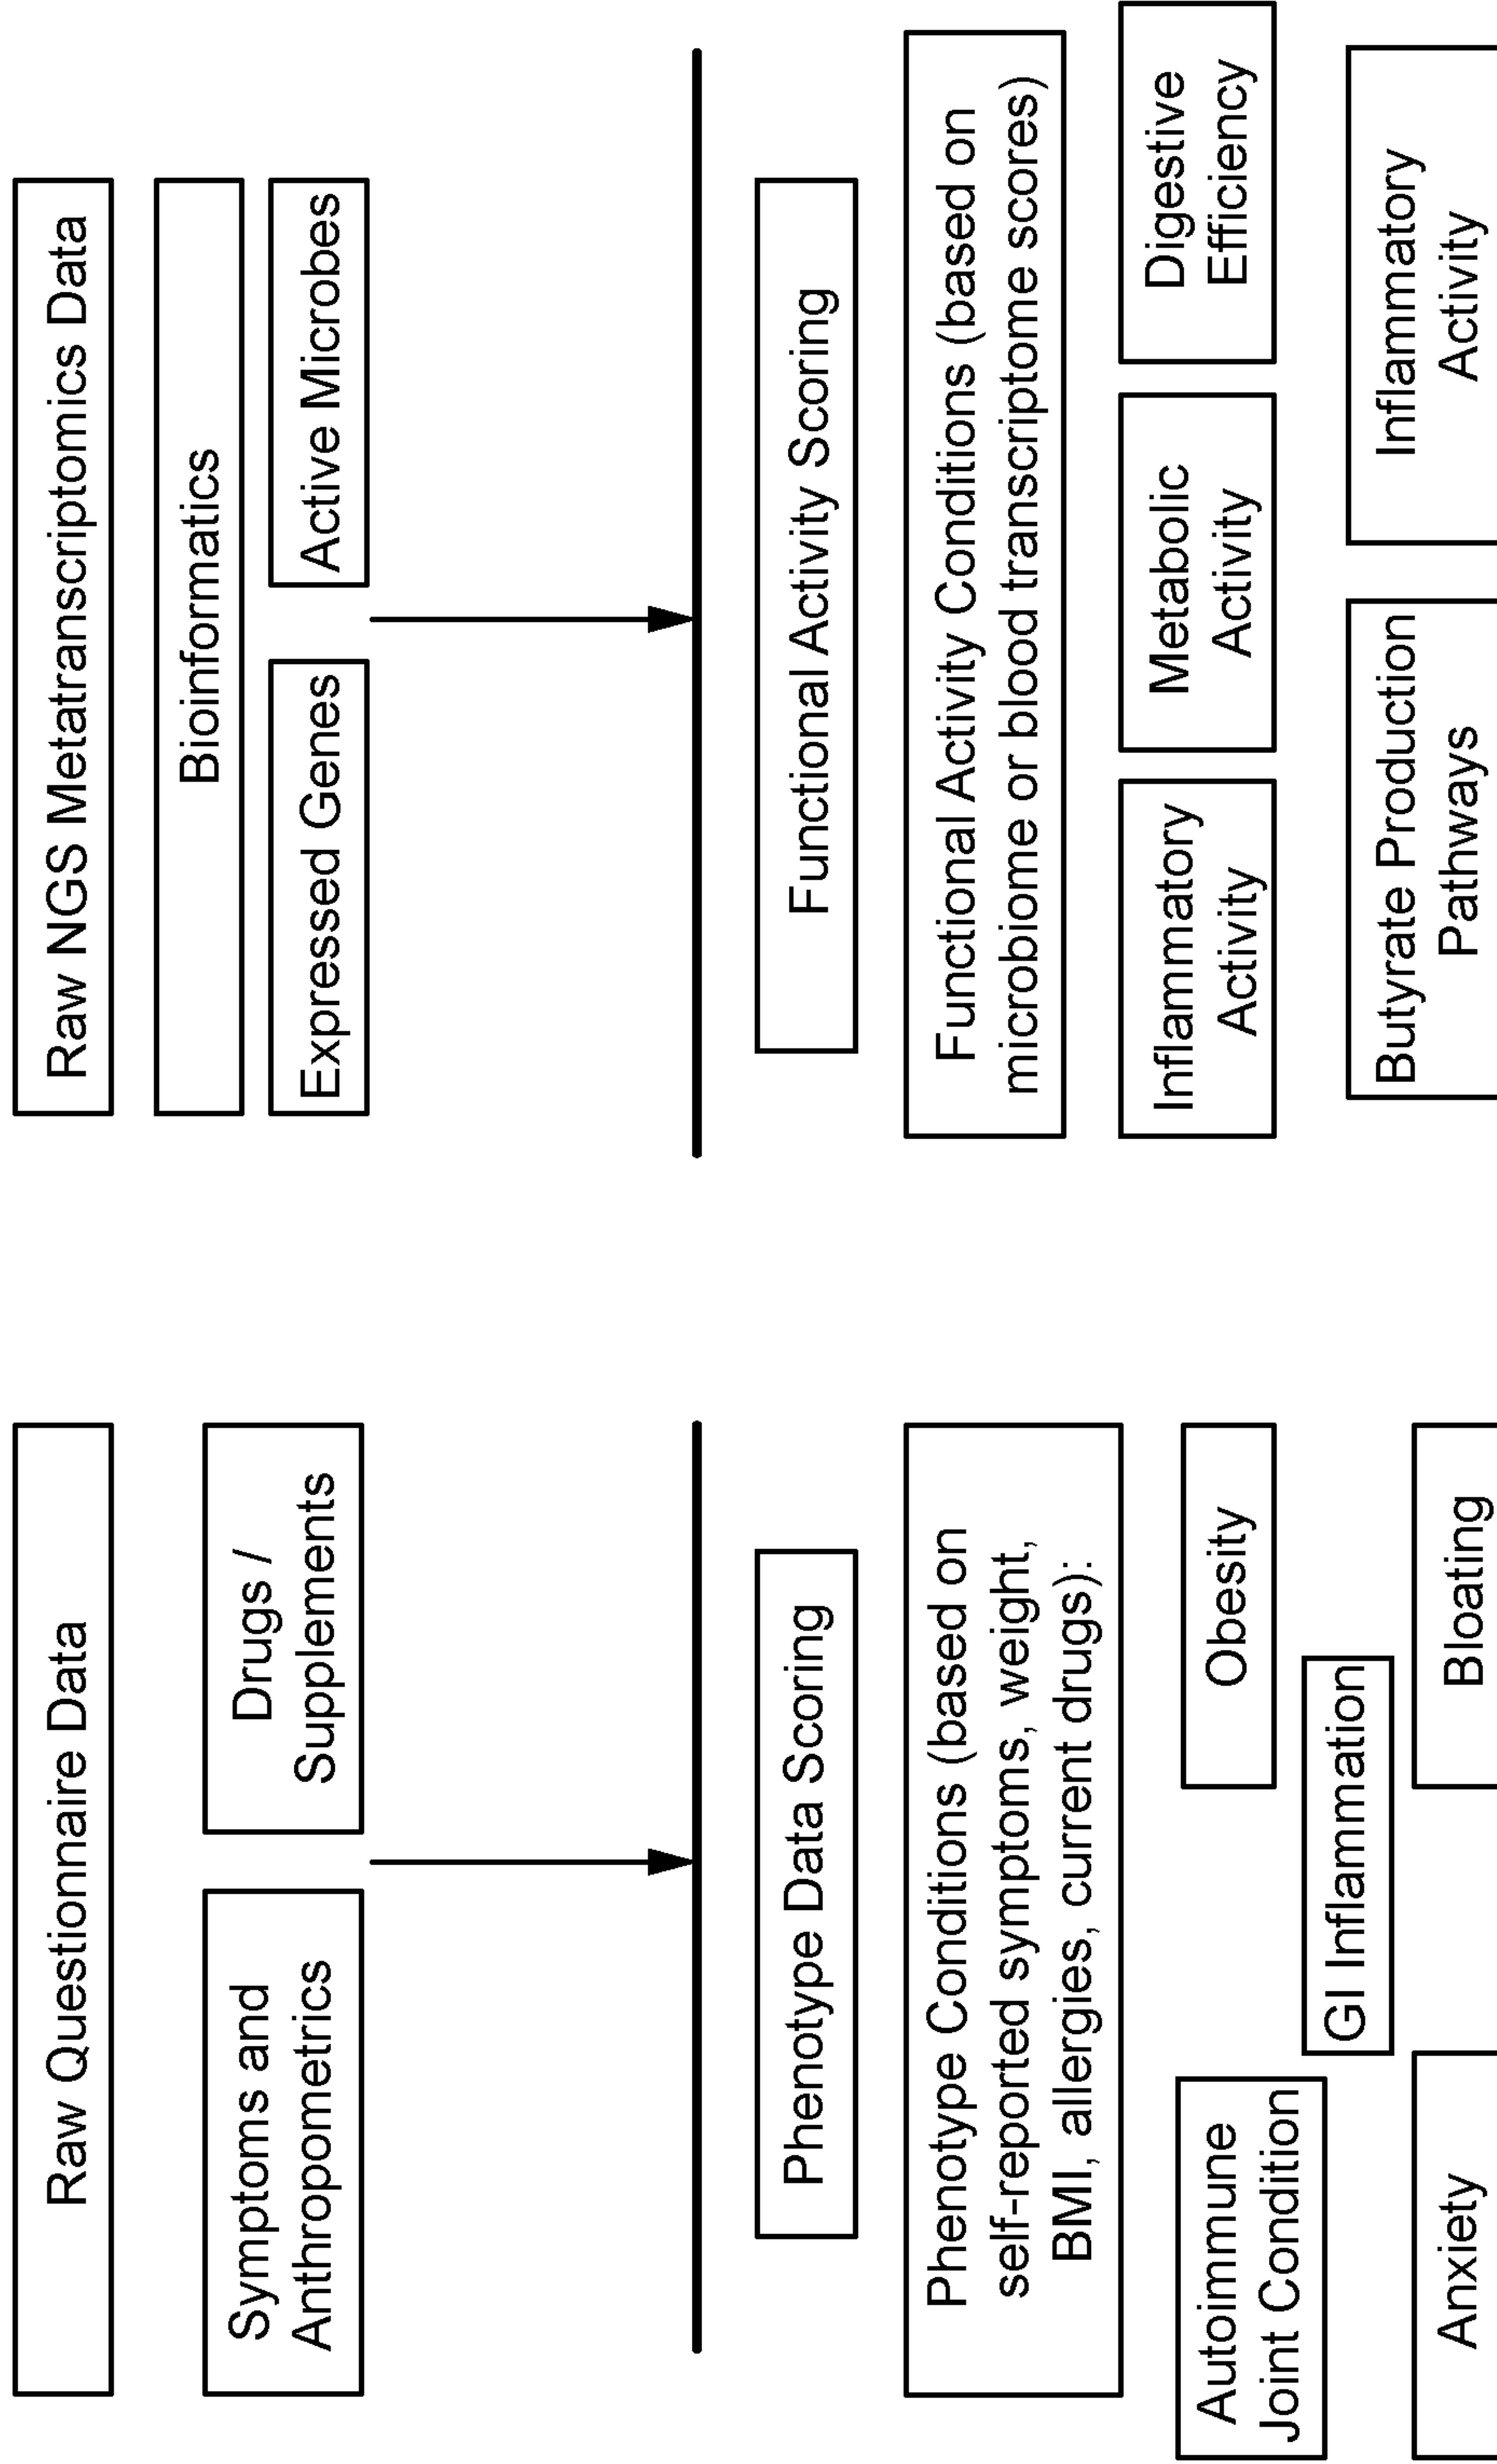 Raw Questionnaire Data
Symptoms and
Anthropometrics
Drugs /
Supplements
Phenotype Data Scoring
Phenotype Conditions (based on
self-reported symptoms, weight,
BMI, allergies, current drugs):
Autoimmune
Joint Condition
Obesity
GI Inflammation
Anxiety
Bloating
Raw NGS Metatranscriptomics Data
Bioinformatics
Expressed Genes
Active Microbes
Functional Activity Scoring
Functional Activity Conditions (based on
microbiome or blood transcriptome scores)
Inflammatory
Activity
Metabolic
Activity
Digestive
Efficiency
Butyrate Production
Pathways
Inflammatory
Activity